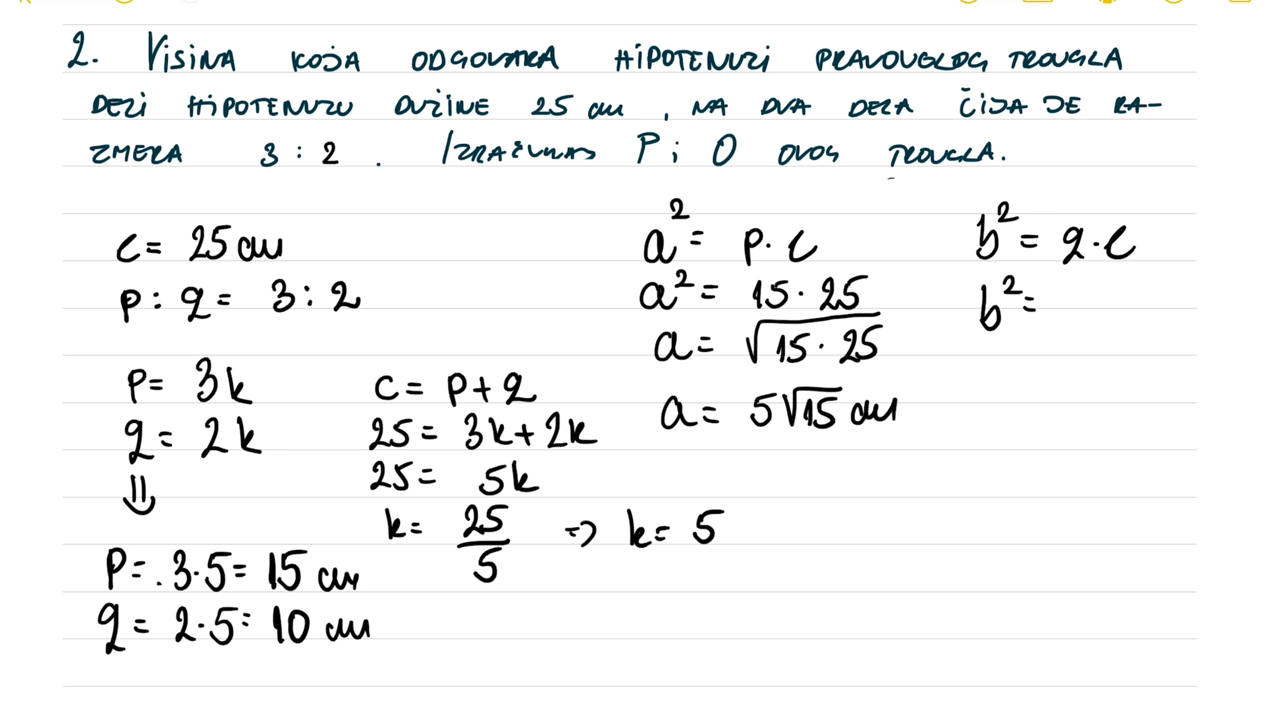 2. VISINA KOJA ODGOVARA HIPOTENUZI PRAVOUGLOG TROUGLA
DELI HIPOTENUZU DUŽINE 25 cm, NA DVA DELA ČIJA JE RA-
ZMERA 3:2. IZRAČUNAJ P i O OVOG TROUGLA.
c = 25 cm
p : q = 3 : 2
p = 3k
q = 2k
⇓
p = . 3·5 = 15 cm
q = 2·5 = 10 cm
c = p + q
25 = 3k + 2k
25 = 5k
k = 25/5 => k = 5
a² = p · c
a² = 15 · 25
a = √15 · 25
a = 5√15 cm
b² = q · c
b² =